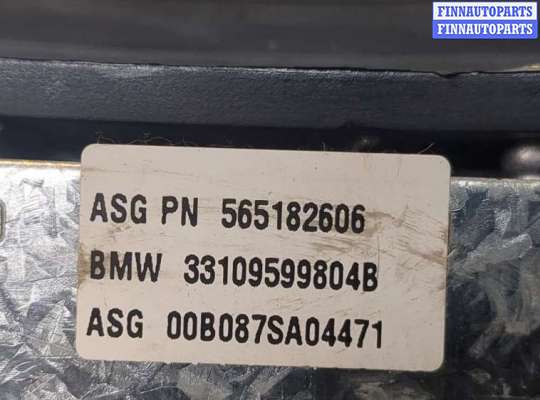 FINNAUTOPARTS
FINNAUTOPARTS
ASG PN 565182606
BMW 33109599804B
ASG 00B087SA04471